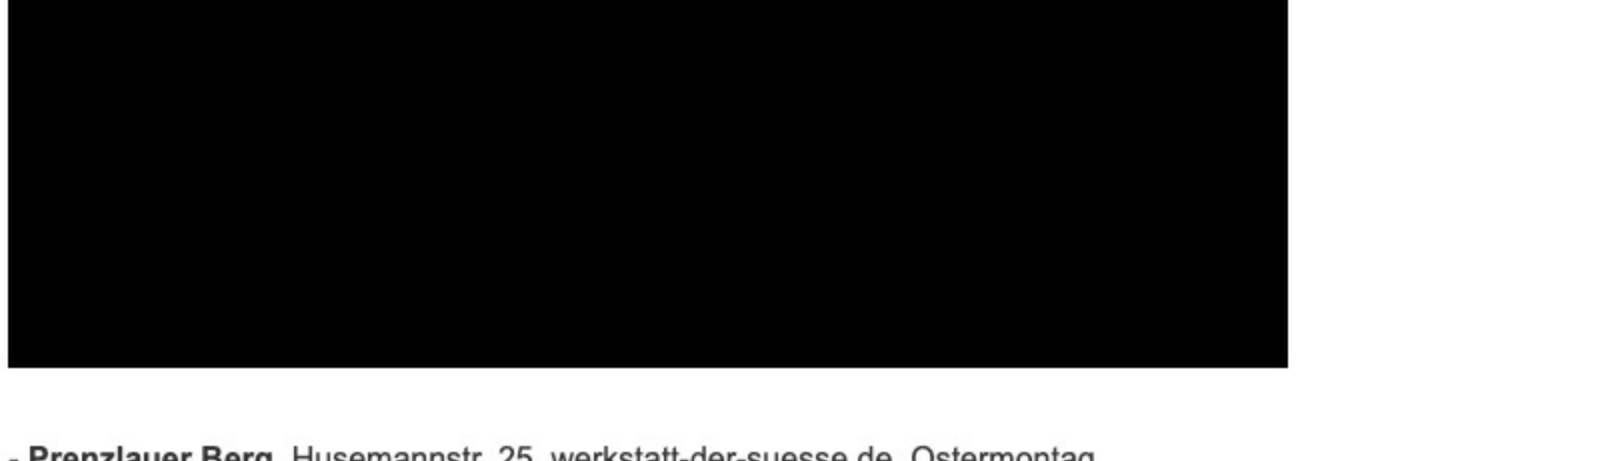 - Prenzlauer Berg, Husemannstr. 25, werkstatt-der-suesse.de, Ostermontag